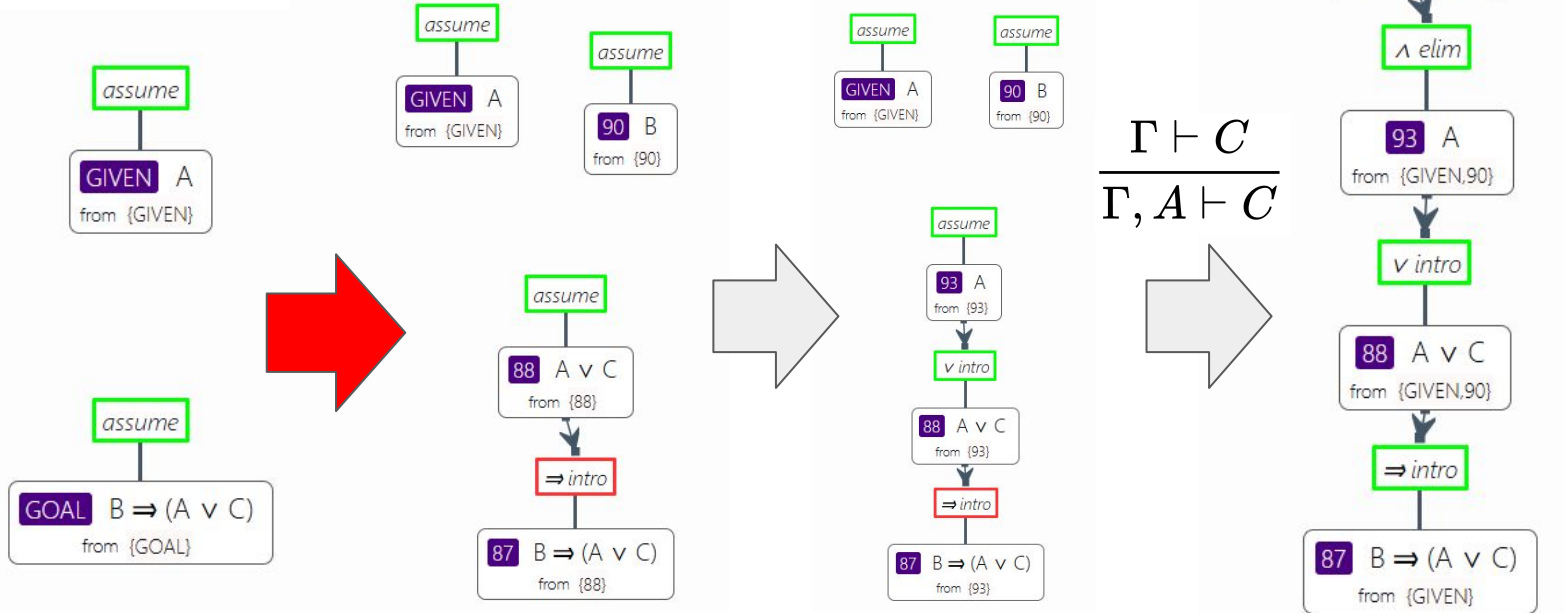 assume
GIVEN A
from {GIVEN}
assume
GOAL B ⇒ (A ∨ C)
from {GOAL}
assume
GIVEN A
from {GIVEN}
assume
90 B
from {90}
assume
88 A ∨ C
from {88}
⇒ intro
87 B ⇒ (A ∨ C)
from {88}
assume
GIVEN A
from {GIVEN}
assume
90 B
from {90}
assume
93 A
from {93}
∨ intro
88 A ∨ C
from {93}
⇒ intro
87 B ⇒ (A ∨ C)
from {93}
Γ ⊢ C
Γ, A ⊢ C
∧ elim
93 A
from {GIVEN,90}
∨ intro
88 A ∨ C
from {GIVEN,90}
⇒ intro
87 B ⇒ (A ∨ C)
from {GIVEN}